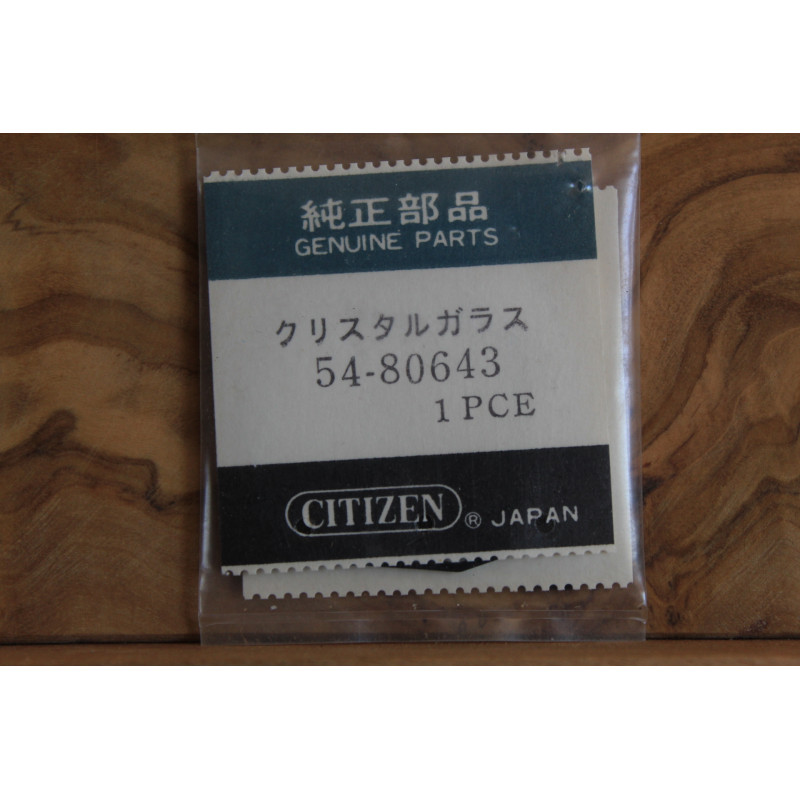 純正部品
GENUINE PARTS
クリスタルガラス
54-80643
1 PCE
CITIZEN ® JAPAN